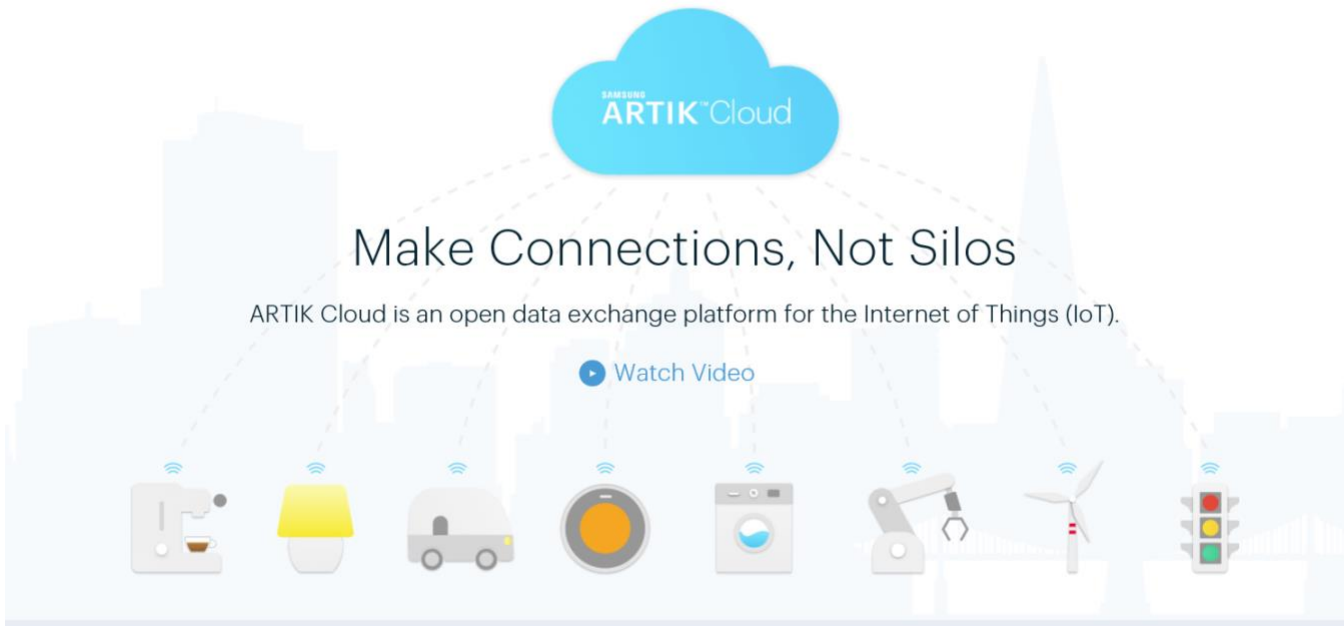 SAMSUNG
ARTIK™Cloud
Make Connections, Not Silos
ARTIK Cloud is an open data exchange platform for the Internet of Things (IoT).
Watch Video